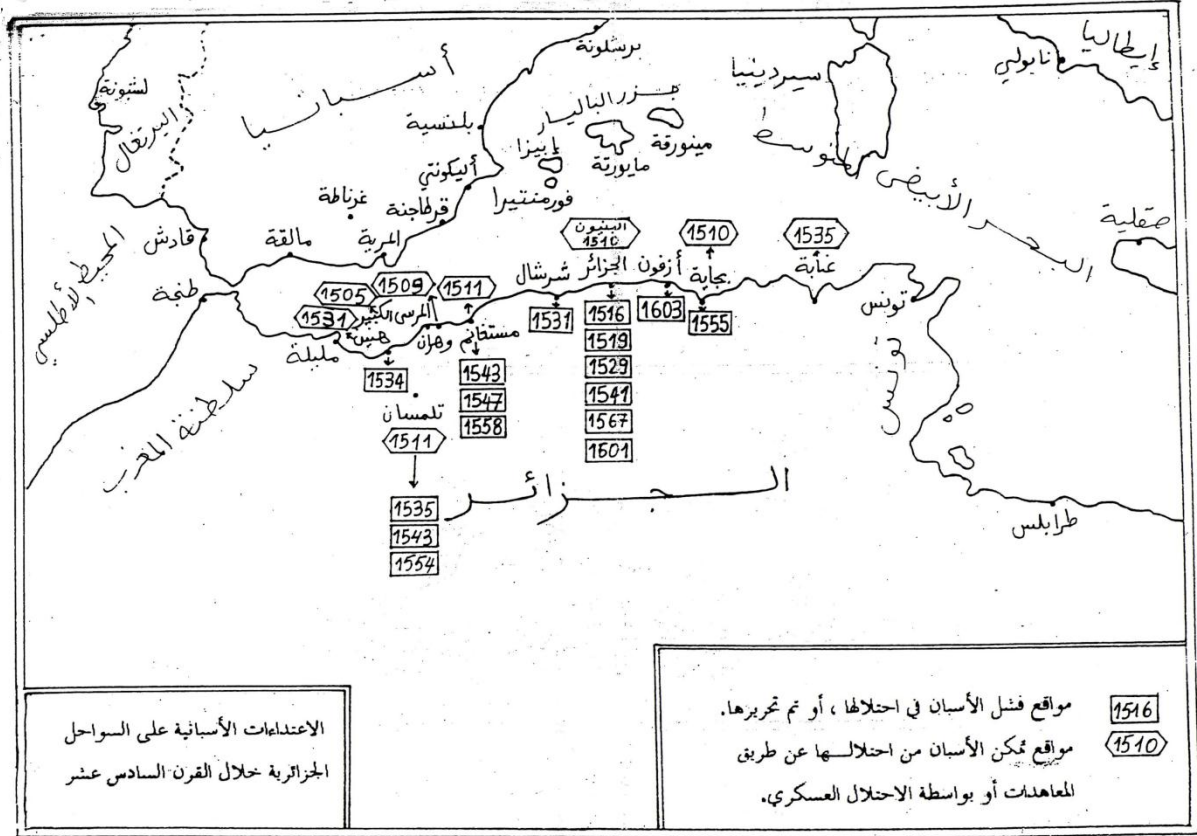 برشلونة
إيطاليا
نابولي
سيردينيا
أسبانيا
لشبونة
البرتغال
جزر الباليار
بلنسية
مينورقة
مايورتة
إبيزا
فورمنتيرا
أليكونتي
قرطاجنة
غرناطة
المرية
مالقة
قادش
البحر الأبيض المتوسط
صقلية
المحيط الأطلسي
طنجة
البنيون
1510
1510
1535
1505
1509
1511
1531
المرسى الكبير
هنين
مليلة
وهران
مستغانم
شرشال
الجزائر
أزفون
بجاية
عنابة
تونس
تونس
سلطنة المغرب
1534
1543
1547
1558
1531
1516
1519
1529
1541
1567
1601
1603
1555
تلمسان
1511
1535
1543
1554
الجزائر
طرابلس
1516
مواقع فشل الأسبان في احتلالها ، أو تم تحريرها.
1510
مواقع تمكن الأسبان من احتلالها عن طريق
المعاهدات أو بواسطة الاحتلال العسكري.
الاعتداءات الأسبانية على السواحل
الجزائرية خلال القرن السادس عشر